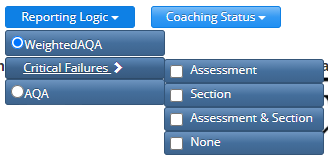 Reporting Logic
Coaching Status
WeightedAQA
Critical Failures
AQA
Assessment
Section
Assessment & Section
None